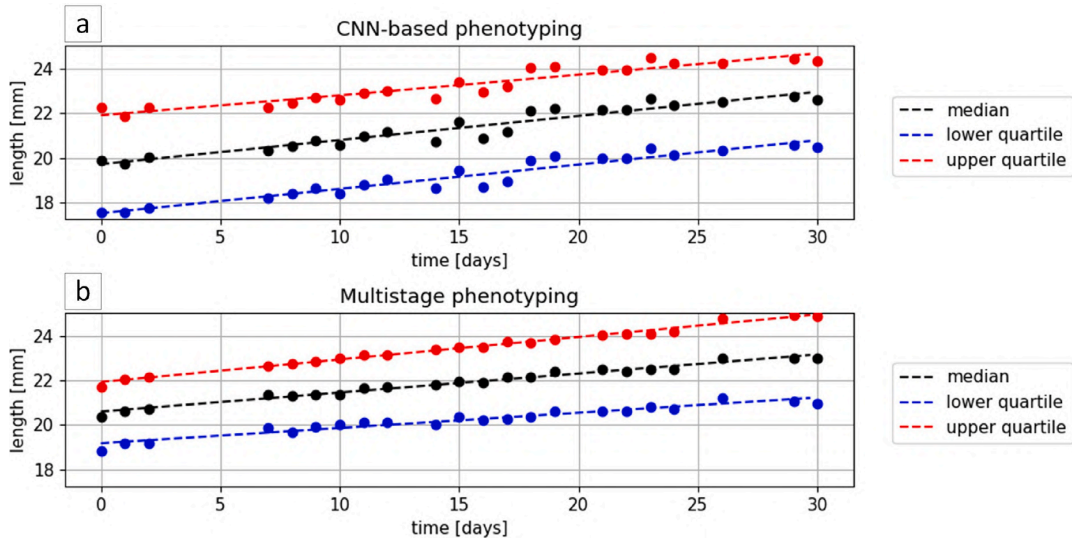 a
CNN-based phenotyping
24
22
20
18
length [mm]
0 5 10 15 20 25 30
time [days]
median
lower quartile
upper quartile
b
Multistage phenotyping
24
22
20
18
length [mm]
0 5 10 15 20 25 30
time [days]
median
lower quartile
upper quartile